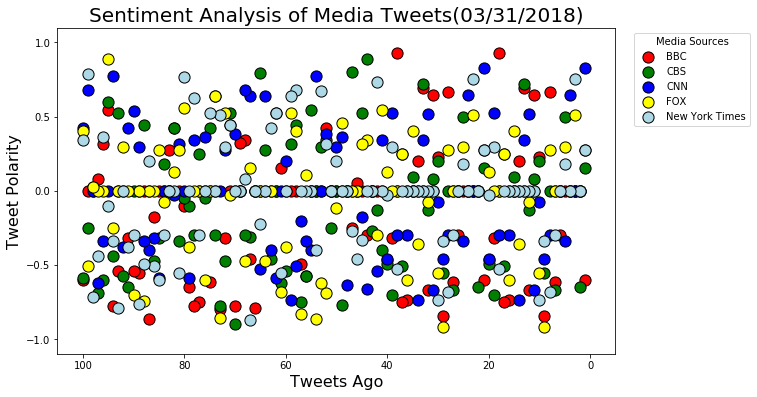 Sentiment Analysis of Media Tweets(03/31/2018)
Media Sources
BBC
CBS
CNN
FOX
New York Times
Tweet Polarity
1.0
0.5
0.0
−0.5
−1.0
100
80
60
40
20
0
Tweets Ago